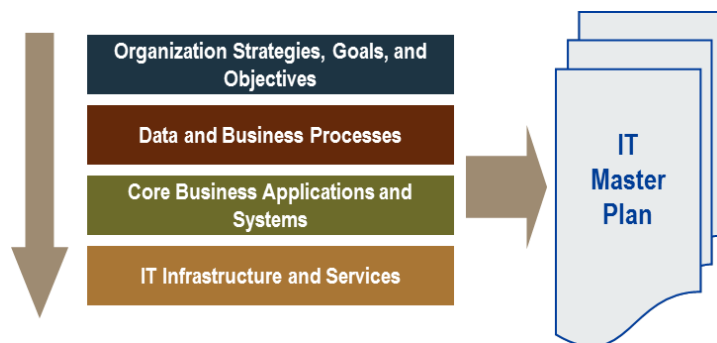 Organization Strategies, Goals, and
Objectives
Data and Business Processes
Core Business Applications and
Systems
IT Infrastructure and Services
IT
Master
Plan